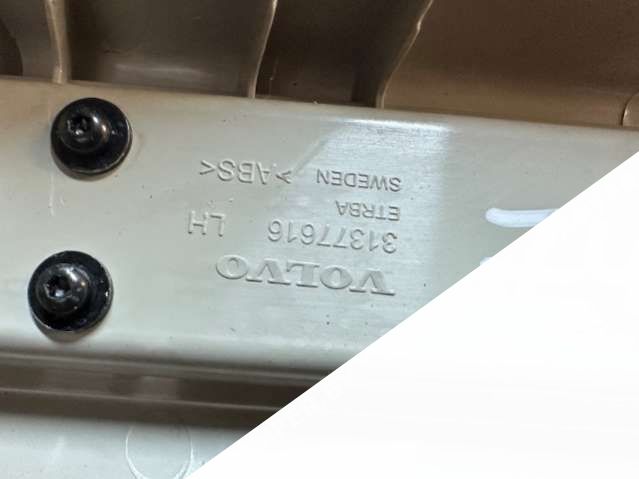 VOLVO
31377616 LH
ETRBA
SWEDEN >ABS<